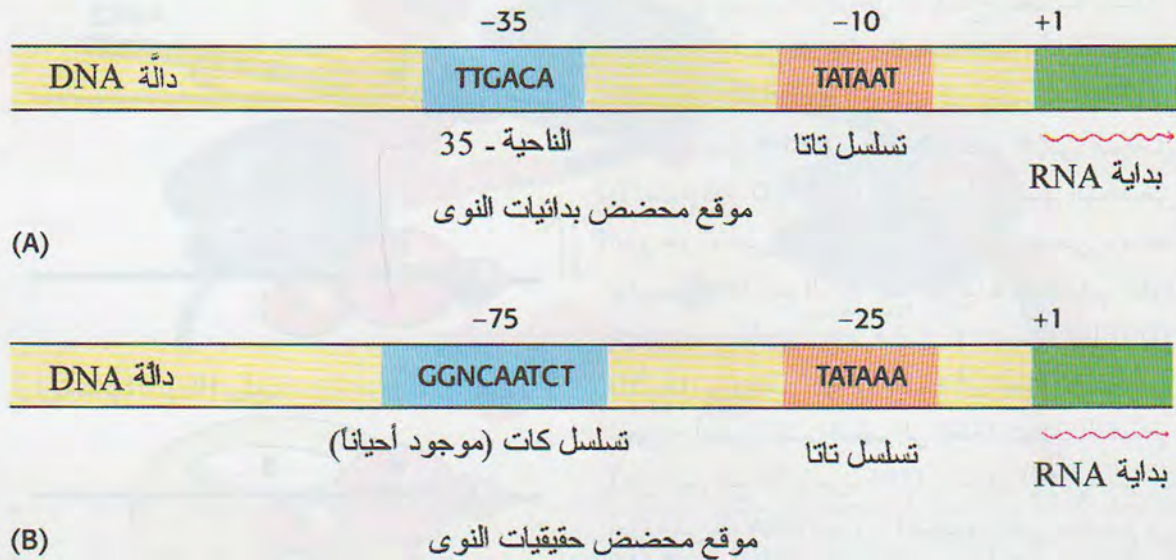 -35 -10 +1
دالَّة DNA TTGACA TATAAT
الناحية - 35 تسلسل تاتا بداية RNA
موقع محضض بدائيات النوى
(A)
-75 -25 +1
دالَّة DNA GGNCAATCT TATAAA
تسلسل كات (موجود أحياناً) تسلسل تاتا بداية RNA
موقع محضض حقيقيات النوى
(B)